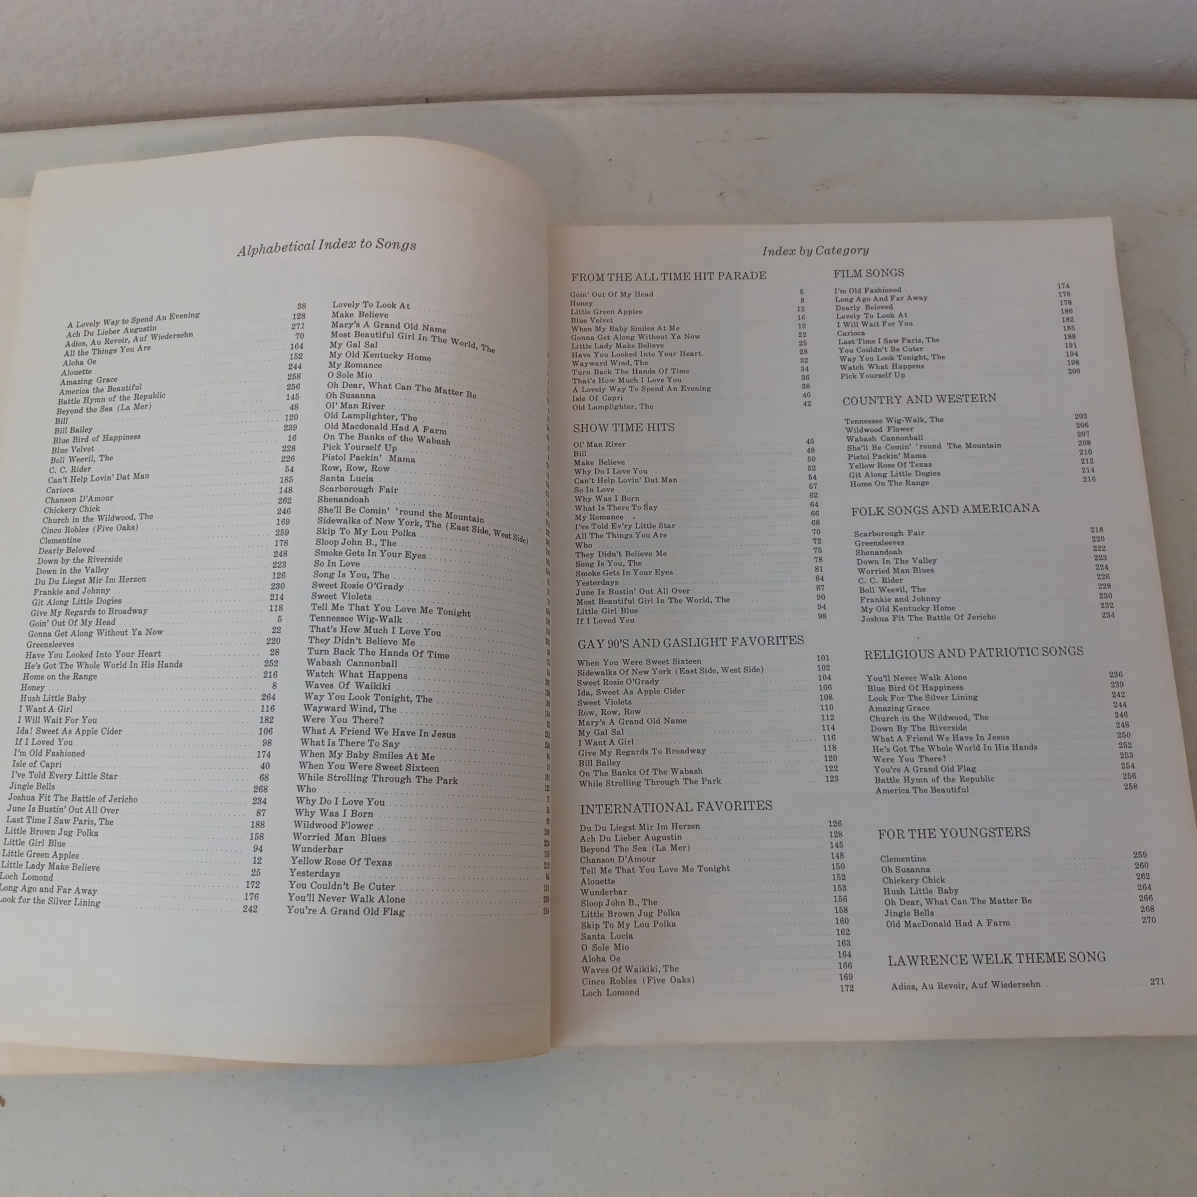 Alphabetical Index to Songs
A Lovely Way to Spend An Evening 38
Ach Du Lieber Augustin 128
Adios, Au Revoir, Auf Wiedersehn 271
All the Things You Are 70
Aloha Oe 164
Alouette 152
Amazing Grace 244
America the Beautiful 258
Battle Hymn of the Republic 256
Beyond the Sea (La Mer) 145
Bill 48
Bill Bailey 120
Blue Bird of Happiness 239
Blue Velvet 16
Boll Weevil, The 228
C. C. Rider 226
Can't Help Lovin' Dat Man 54
Carioca 185
Chanson D'Amour 148
Chickery Chick 262
Church in the Wildwood, The 246
Cinco Robles (Five Oaks) 169
Clementine 259
Dearly Beloved 178
Down by the Riverside 248
Down in the Valley 223
Du Du Liegst Mir Im Herzen 126
Frankie and Johnny 230
Git Along Little Dogies 214
Give My Regards to Broadway 118
Goin' Out Of My Head 5
Gonna Get Along Without Ya Now 22
Greensleeves 220
Have You Looked Into Your Heart 28
He's Got The Whole World In His Hands 252
Home on the Range 216
Honey 8
Hush Little Baby 264
I Want A Girl 116
I Will Wait For You 182
Ida! Sweet As Apple Cider 106
If I Loved You 98
I'm Old Fashioned 174
Isle of Capri 40
I've Told Every Little Star 68
Jingle Bells 268
Joshua Fit The Battle of Jericho 234
June Is Bustin' Out All Over 87
Last Time I Saw Paris, The 188
Little Brown Jug Polka 158
Little Girl Blue 94
Little Green Apples 12
Little Lady Make Believe 25
Loch Lomond 172
Long Ago and Far Away 176
Look for the Silver Lining 242
Lovely To Look At
Make Believe
Mary's A Grand Old Name
Most Beautiful Girl In The World, The
My Gal Sal
My Old Kentucky Home
My Romance
O Sole Mio
Oh Dear, What Can The Matter Be
Oh Susanna
Ol' Man River
Old Lamplighter, The
Old Macdonald Had A Farm
On The Banks of the Wabash
Pick Yourself Up
Pistol Packin' Mama
Row, Row, Row
Santa Lucia
Scarborough Fair
Shenandoah
She'll Be Comin' 'round the Mountain
Sidewalks of New York, The (East Side, West Side)
Skip To My Lou Polka
Sloop John B., The
Smoke Gets In Your Eyes
So In Love
Song Is You, The
Sweet Rosie O'Grady
Sweet Violets
Tell Me That You Love Me Tonight
Tennessee Wig-Walk
That's How Much I Love You
They Didn't Believe Me
Turn Back The Hands Of Time
Wabash Cannonball
Watch What Happens
Waves Of Waikiki
Way You Look Tonight, The
Wayward Wind, The
Were You There?
What A Friend We Have In Jesus
What Is There To Say
When My Baby Smiles At Me
When You Were Sweet Sixteen
While Strolling Through The Park
Who
Why Do I Love You
Why Was I Born
Wildwood Flower
Worried Man Blues
Wunderbar
Yellow Rose Of Texas
Yesterdays
You Couldn't Be Cuter
You'll Never Walk Alone
You're A Grand Old Flag
Index by Category
FROM THE ALL TIME HIT PARADE
Goin' Out Of My Head 5
Honey 8
Little Green Apples 12
Blue Velvet 16
When My Baby Smiles At Me 19
Gonna Get Along Without Ya Now 22
Little Lady Make Believe 25
Have You Looked Into Your Heart 28
Wayward Wind, The 32
Turn Back The Hands Of Time 34
That's How Much I Love You 36
A Lovely Way To Spend An Evening 38
Isle Of Capri 40
Old Lamplighter, The 42
SHOW TIME HITS
Ol' Man River 45
Bill 48
Make Believe 50
Why Do I Love You 52
Can't Help Lovin' Dat Man 54
So In Love 57
Why Was I Born 62
What Is There To Say 64
My Romance 66
I've Told Ev'ry Little Star 68
All The Things You Are 70
Who 72
They Didn't Believe Me 75
Song Is You, The 78
Smoke Gets In Your Eyes 81
Yesterdays 84
June Is Bustin' Out All Over 87
Most Beautiful Girl In The World, The 90
Little Girl Blue 94
If I Loved You 98
GAY 90'S AND GASLIGHT FAVORITES
When You Were Sweet Sixteen 101
Sidewalks Of New York (East Side, West Side) 102
Sweet Rosie O'Grady 104
Ida, Sweet As Apple Cider 106
Sweet Violets 108
Row, Row, Row 110
Mary's A Grand Old Name 112
My Gal Sal 114
I Want A Girl 116
Give My Regards To Broadway 118
Bill Bailey 120
On The Banks Of The Wabash 122
While Strolling Through The Park 123
INTERNATIONAL FAVORITES
Du Du Liegst Mir Im Herzen 126
Ach Du Lieber Augustin 128
Beyond The Sea (La Mer) 145
Chanson D'Amour 148
Tell Me That You Love Me Tonight 150
Alouette 152
Wunderbar 153
Sloop John B., The 156
Little Brown Jug Polka 158
Skip To My Lou Polka 160
Santa Lucia 162
O Sole Mio 163
Aloha Oe 164
Waves Of Waikiki, The 166
Cinco Robles (Five Oaks) 169
Loch Lomond 172
FILM SONGS
I'm Old Fashioned 174
Long Ago And Far Away 176
Dearly Beloved 178
Lovely To Look At 180
I Will Wait For You 182
Carioca 185
Last Time I Saw Paris, The 188
You Couldn't Be Cuter 191
Way You Look Tonight, The 194
Watch What Happens 198
Pick Yourself Up 200
COUNTRY AND WESTERN
Tennessee Wig-Walk, The 203
Wildwood Flower 206
Wabash Cannonball 207
She'll Be Comin' 'round The Mountain 208
Pistol Packin' Mama 210
Yellow Rose Of Texas 212
Git Along Little Dogies 214
Home On The Range 216
FOLK SONGS AND AMERICANA
Scarborough Fair 218
Greensleeves 220
Shenandoah 222
Down In The Valley 223
Worried Man Blues 224
C. C. Rider 226
Boll Weevil, The 228
Frankie and Johnny 230
My Old Kentucky Home 232
Joshua Fit The Battle Of Jericho 234
RELIGIOUS AND PATRIOTIC SONGS
You'll Never Walk Alone 236
Blue Bird Of Happiness 239
Look For The Silver Lining 242
Amazing Grace 244
Church in the Wildwood, The 246
Down By The Riverside 248
What A Friend We Have In Jesus 250
He's Got The Whole World In His Hands 252
Were You There? 253
You're A Grand Old Flag 254
Battle Hymn of the Republic 256
America The Beautiful 258
FOR THE YOUNGSTERS
Clementine 259
Oh Susanna 260
Chickery Chick 262
Hush Little Baby 264
Oh Dear, What Can The Matter Be 266
Jingle Bells 268
Old MacDonald Had A Farm 270
LAWRENCE WELK THEME SONG
Adios, Au Revoir, Auf Wiedersehn 271